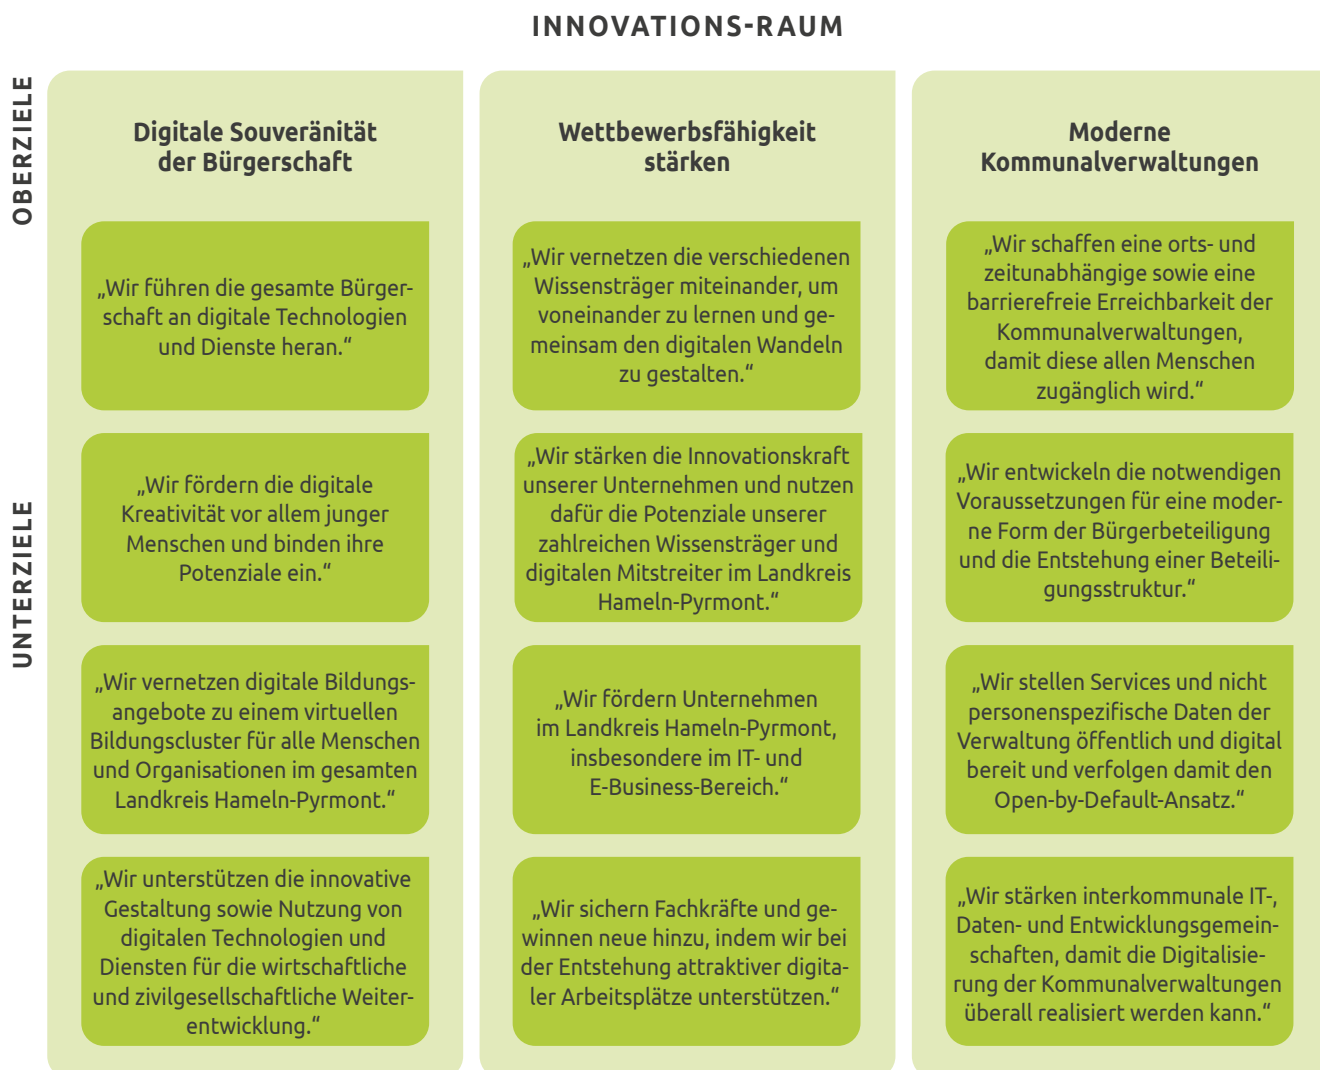 INNOVATIONS-RAUM
OBERZIELE
UNTERZIELE
Digitale Souveränität
der Bürgerschaft
„Wir führen die gesamte Bürger-
schaft an digitale Technologien
und Dienste heran.“
„Wir fördern die digitale
Kreativität vor allem junger
Menschen und binden ihre
Potenziale ein.“
„Wir vernetzen digitale Bildungs-
angebote zu einem virtuellen
Bildungscluster für alle Menschen
und Organisationen im gesamten
Landkreis Hameln-Pyrmont.“
„Wir unterstützen die innovative
Gestaltung sowie Nutzung von
digitalen Technologien und
Diensten für die wirtschaftliche
und zivilgesellschaftliche Weiter-
entwicklung.“
Wettbewerbsfähigkeit
stärken
„Wir vernetzen die verschiedenen
Wissensträger miteinander, um
voneinander zu lernen und ge-
meinsam den digitalen Wandeln
zu gestalten.“
„Wir stärken die Innovationskraft
unserer Unternehmen und nutzen
dafür die Potenziale unserer
zahlreichen Wissensträger und
digitalen Mitstreiter im Landkreis
Hameln-Pyrmont.“
„Wir fördern Unternehmen
im Landkreis Hameln-Pyrmont,
insbesondere im IT- und
E-Business-Bereich.“
„Wir sichern Fachkräfte und ge-
winnen neue hinzu, indem wir bei
der Entstehung attraktiver digita-
ler Arbeitsplätze unterstützen.“
Moderne
Kommunalverwaltungen
„Wir schaffen eine orts- und
zeitunabhängige sowie eine
barrierefreie Erreichbarkeit der
Kommunalverwaltungen,
damit diese allen Menschen
zugänglich wird.“
„Wir entwickeln die notwendigen
Voraussetzungen für eine moder-
ne Form der Bürgerbeteiligung
und die Entstehung einer Beteili-
gungsstruktur.“
„Wir stellen Services und nicht
personenspezifische Daten der
Verwaltung öffentlich und digital
bereit und verfolgen damit den
Open-by-Default-Ansatz.“
„Wir stärken interkommunale IT-,
Daten- und Entwicklungsgemein-
schaften, damit die Digitalisie-
rung der Kommunalverwaltungen
überall realisiert werden kann.“